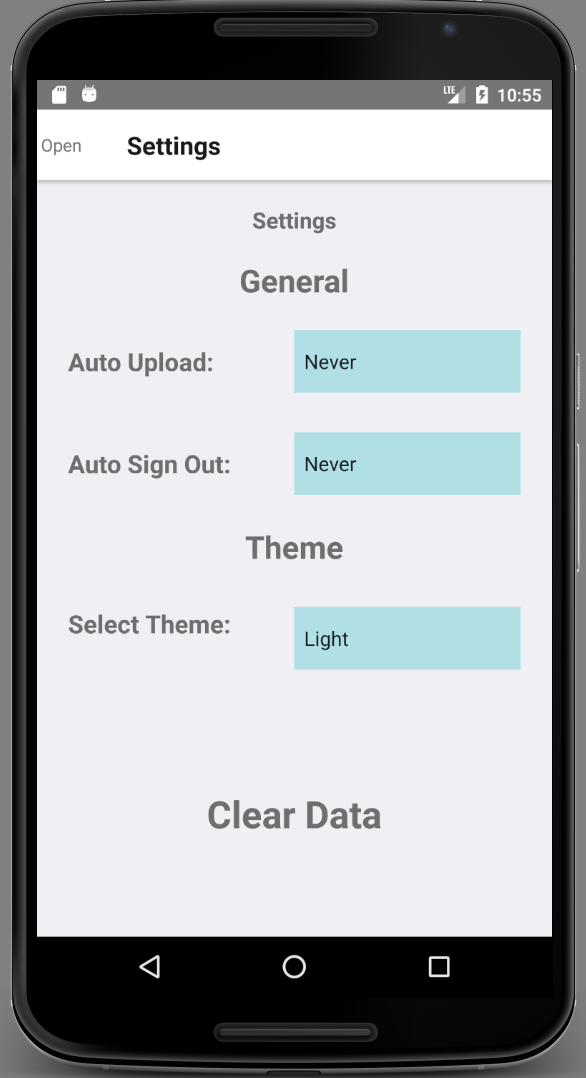 LTE 10:55
Open Settings
Settings
General
Auto Upload: Never
Auto Sign Out: Never
Theme
Select Theme: Light
Clear Data